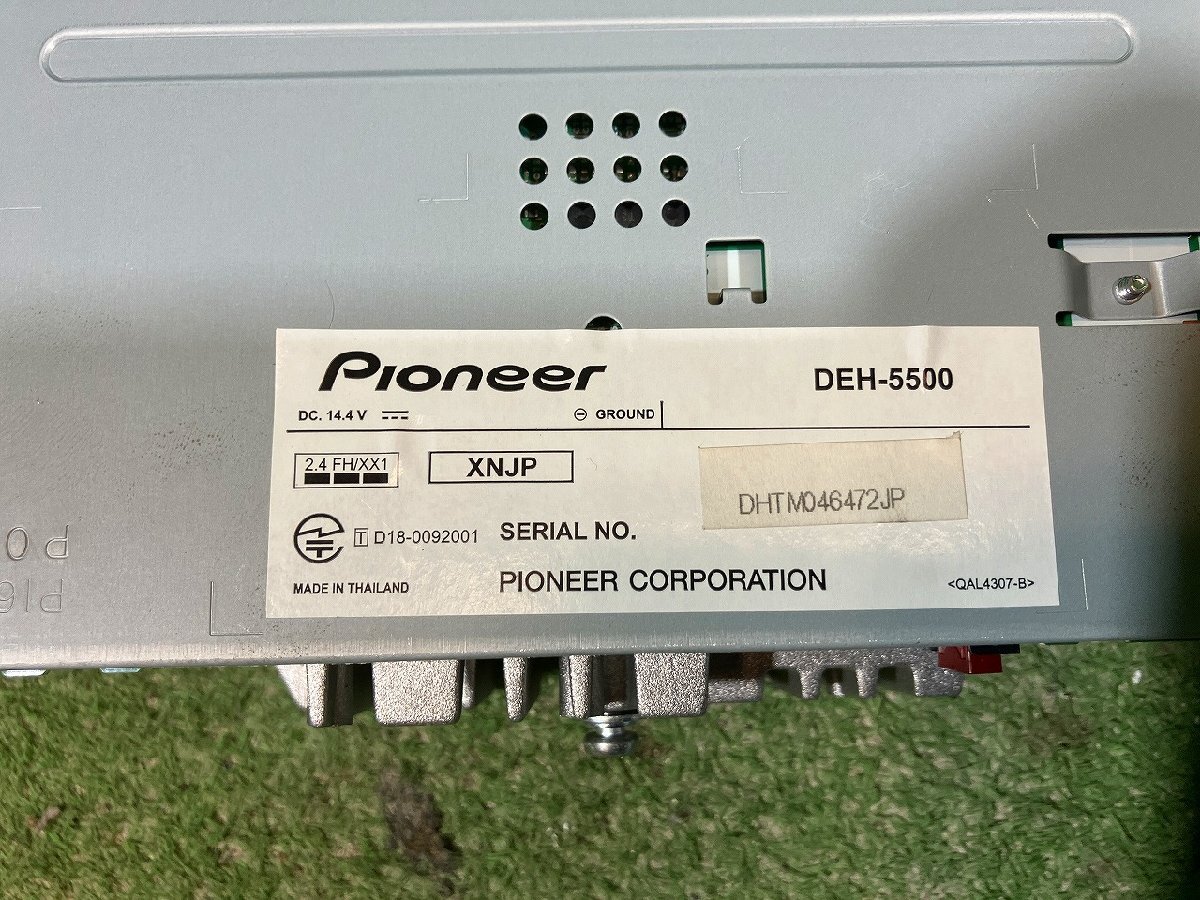 Pioneer
DEH-5500
DC. 14.4 V
⊖ GROUND
2.4 FH/XX1
XNJP
DHTM046472JP
T D18-0092001
SERIAL NO.
MADE IN THAILAND
PIONEER CORPORATION
<QAL4307-B>